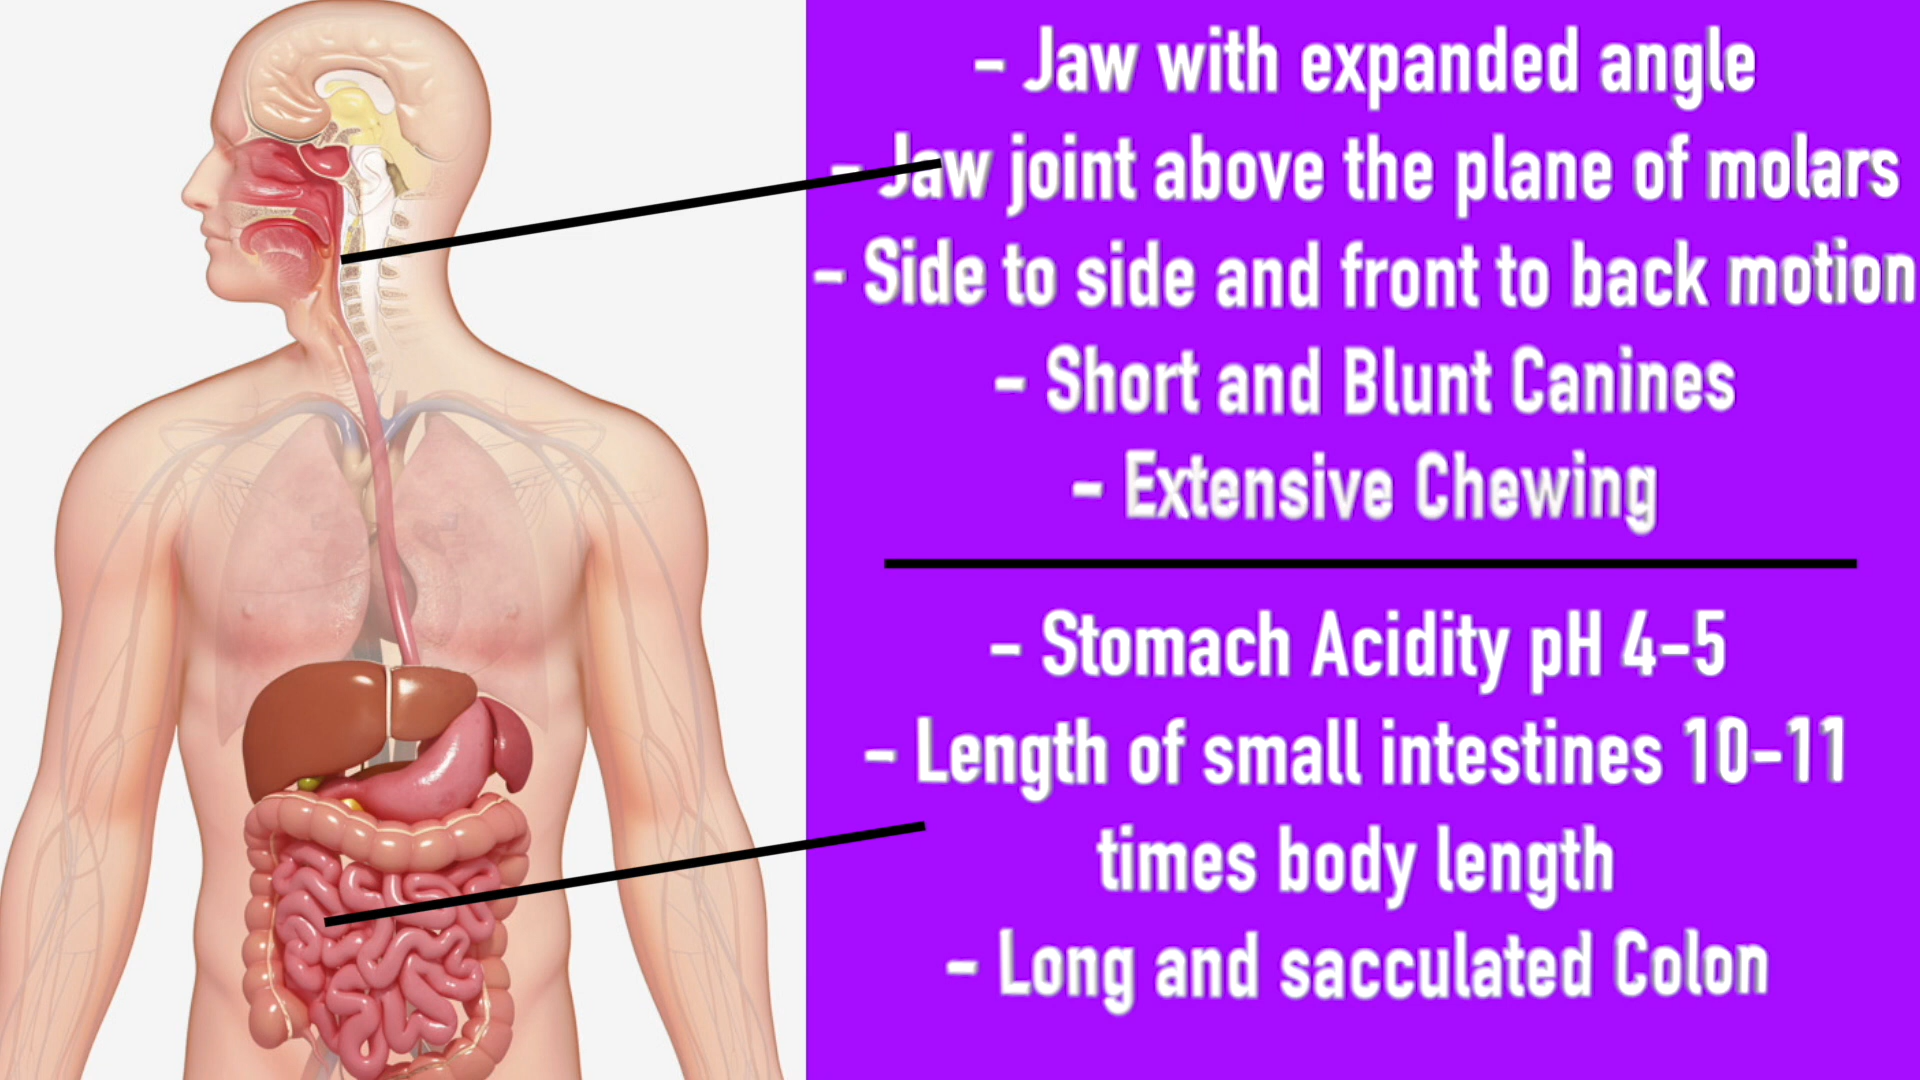 - Jaw with expanded angle
- Jaw joint above the plane of molars
- Side to side and front to back motion
- Short and Blunt Canines
- Extensive Chewing
- Stomach Acidity pH 4-5
- Length of small intestines 10-11
times body length
- Long and sacculated Colon